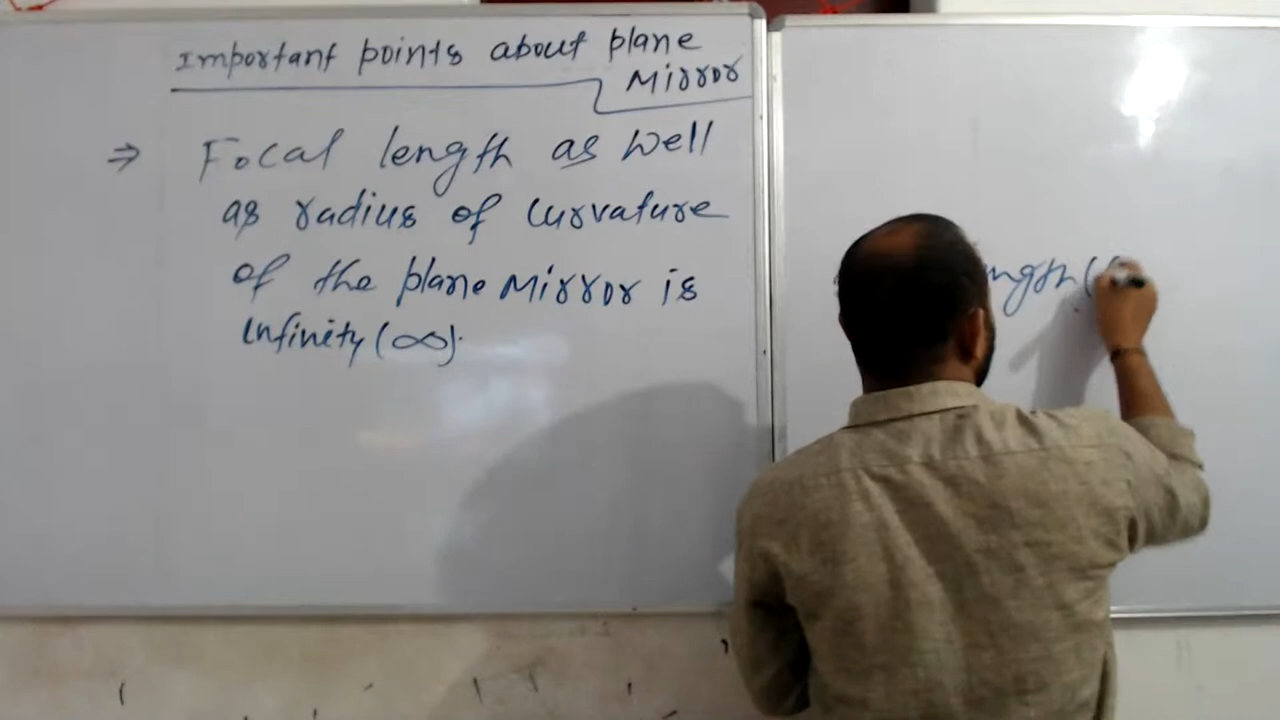 Important points about plane
Mirror
⇒ Focal length as well
as radius of curvature
of the plane Mirror is
infinity (∞).